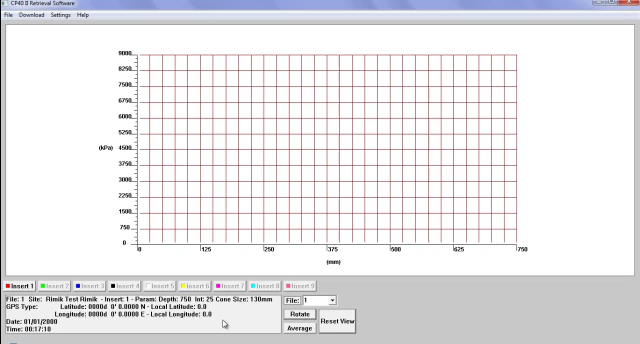 CP40 II Retrieval Software
File Download Settings Help
9000
8250
7500
6750
6000
5250
(kPa) 4500
3750
3000
2250
1500
750
0
0 125 250 375 500 625 750
(mm)
Insert 1 Insert 2 Insert 3 Insert 4 Insert 5 Insert 6 Insert 7 Insert 8 Insert 9
File: 1 Site: Rimik Test Rimik - Insert: 1 - Param: Depth: 750 Int: 25 Cone Size: 130mm
GPS Type: Latitude: 0000d 0' 0.0000 N - Local Latitude: 0.0
Longitude: 0000d 0' 0.0000 E - Local Longitude: 0.0
Date: 01/01/2000
Time: 00:17:10
File: 1
Rotate
Average
Reset View